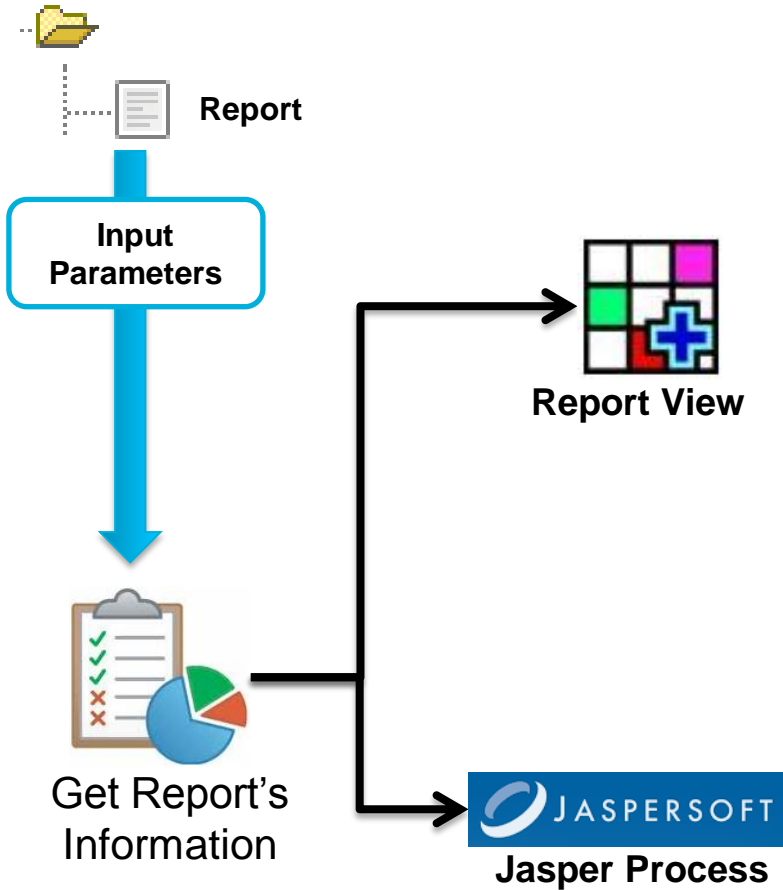 Report
Input
Parameters
Report View
Get Report’s
Information
JASPERSOFT
Jasper Process